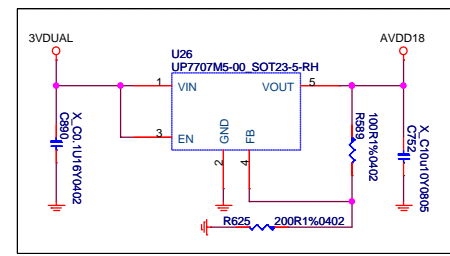 3VDUAL
AVDD18
U26
UP7707M5-00_SOT23-5-RH
1
VIN
VOUT
5
3
EN
GND
FB
2
4
X_C0.1U16Y0402
C890
100R1%0402
R589
X_C10u10Y0805
C752
R625
200R1%0402